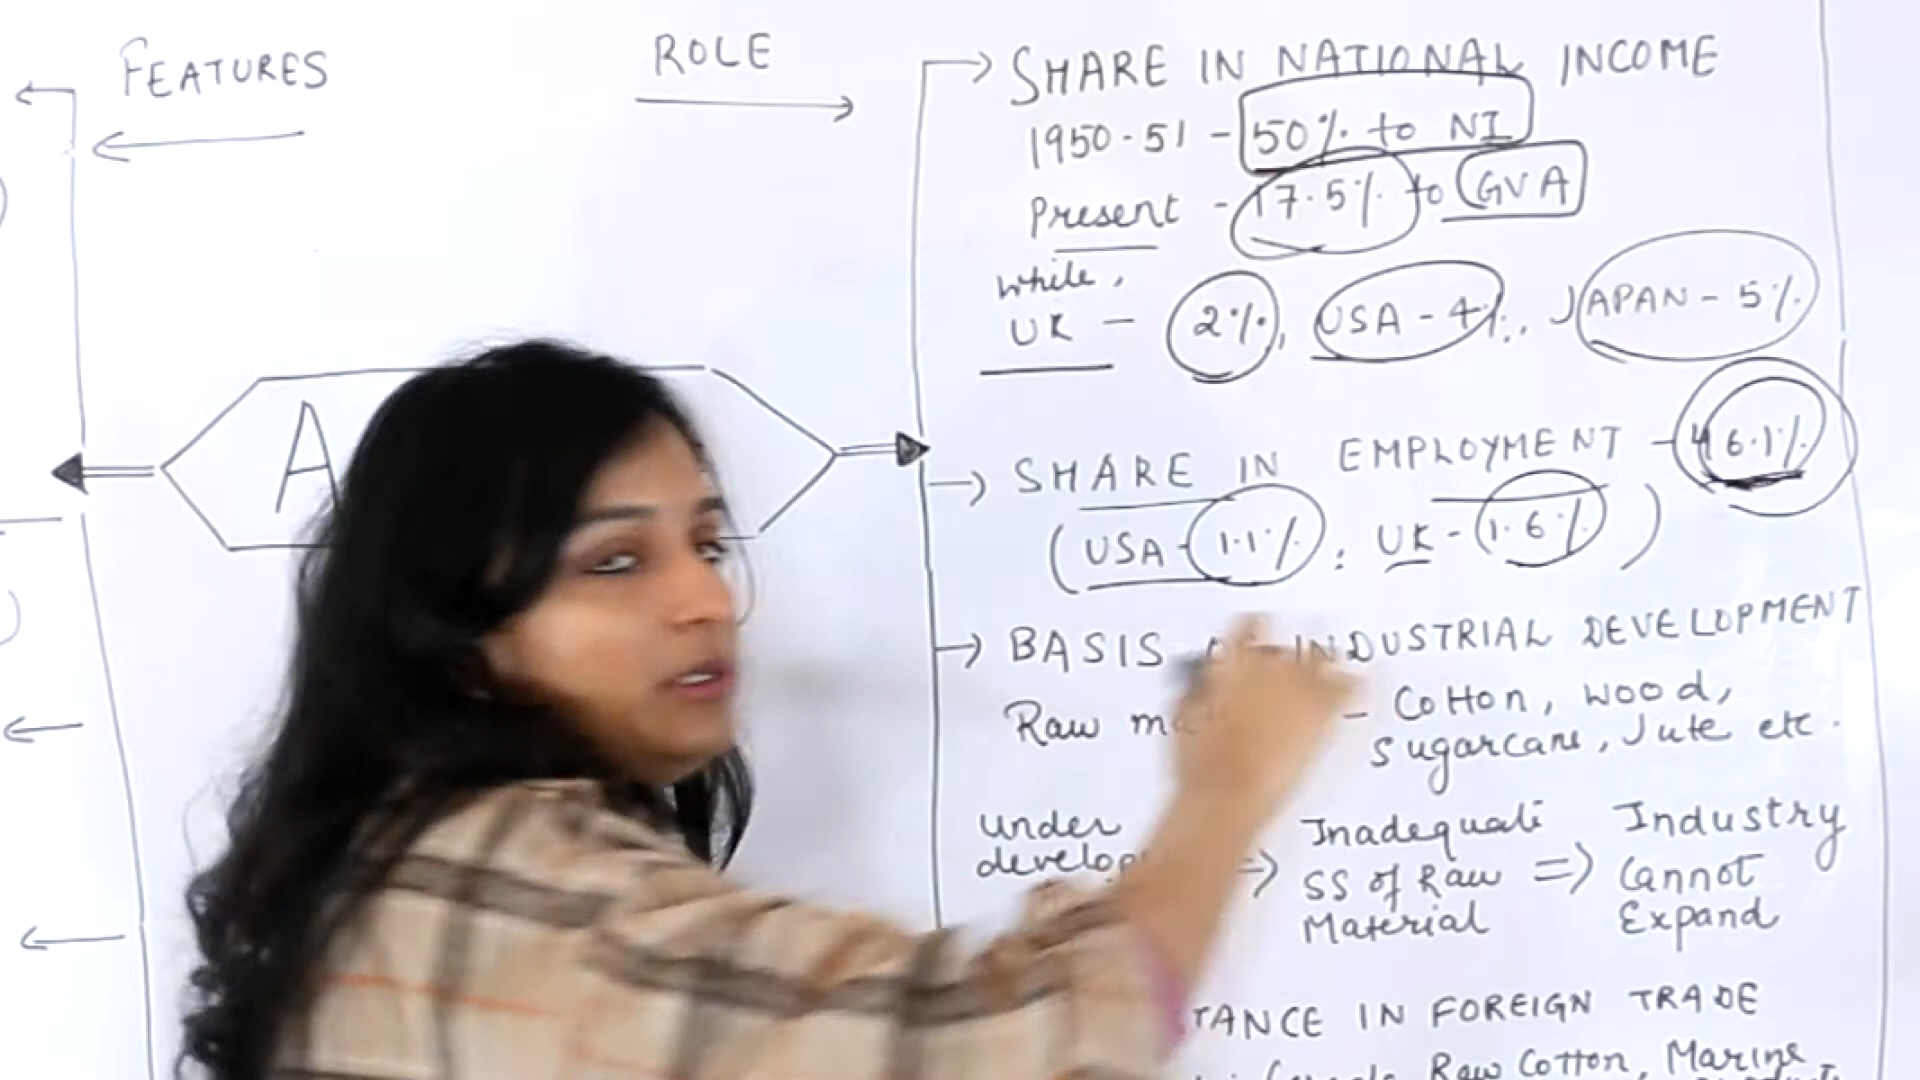 FEATURES
ROLE
A
SHARE IN NATIONAL INCOME
1950-51 - 50% to NI
Present - 17.5% to GVA
while,
UK - 2%, USA - 4%, JAPAN - 5%
SHARE IN EMPLOYMENT - 46.1%
(USA - 1.1% ; UK - 1.6%)
BASIS INDUSTRIAL DEVELOPMENT
Raw - Cotton, wood,
Sugarcane, Jute etc.
under
Inadequate
SS of Raw
Material
=> Industry
Cannot
Expand
IN FOREIGN TRADE
Raw Cotton, Marine